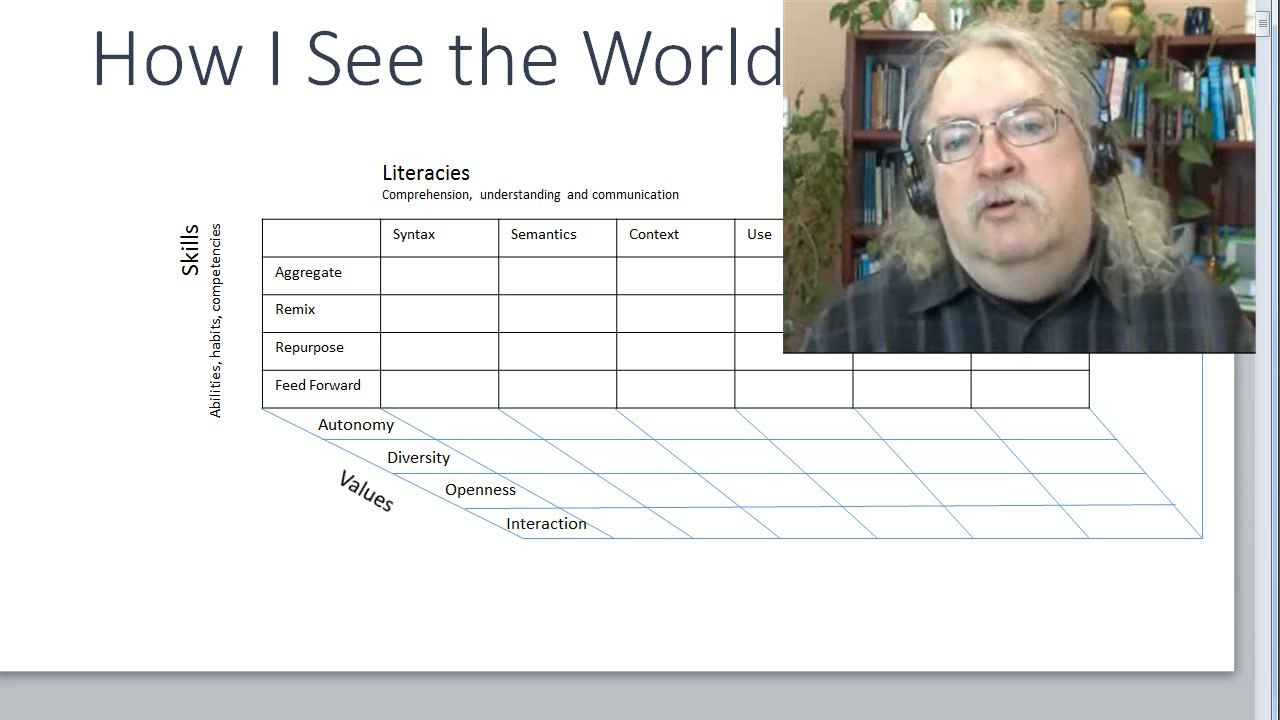 How I See the World
Literacies
Comprehension, understanding and communication
Skills
Abilities, habits, competencies
Syntax Semantics Context Use
Aggregate
Remix
Repurpose
Feed Forward
Autonomy
Diversity
Openness
Interaction
Values